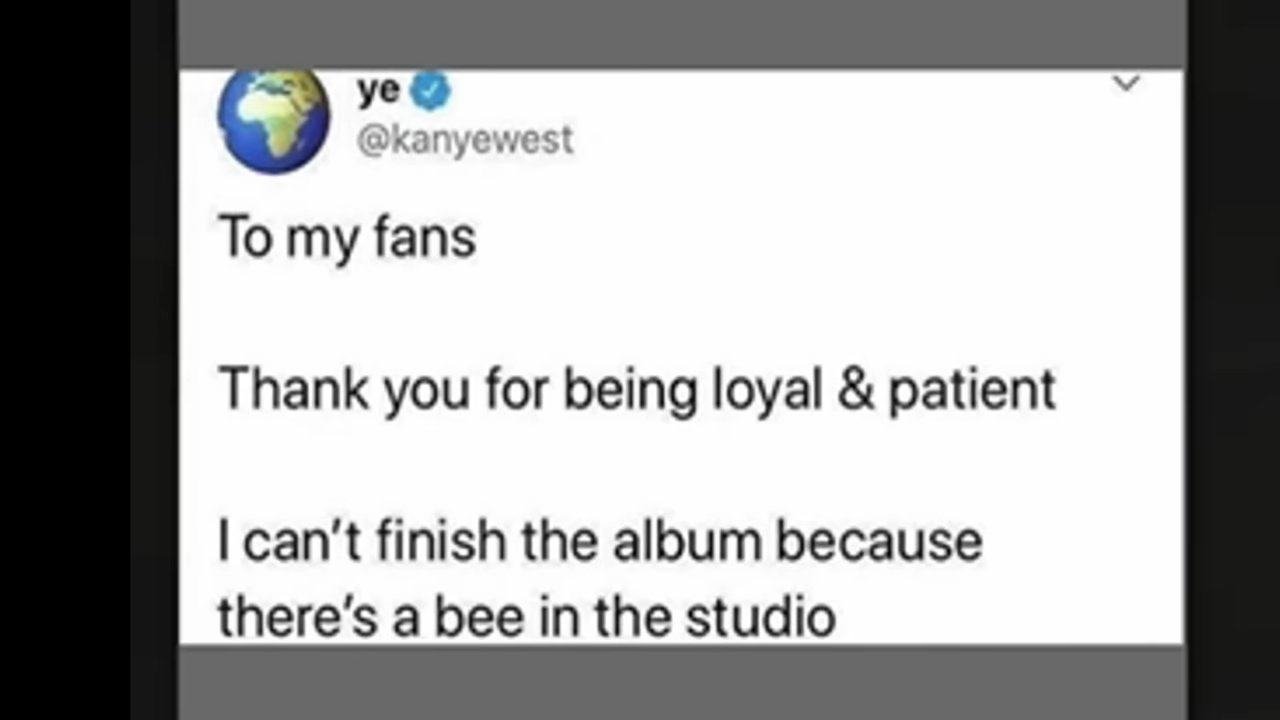 ye
@kanyewest
To my fans
Thank you for being loyal & patient
I can't finish the album because
there's a bee in the studio